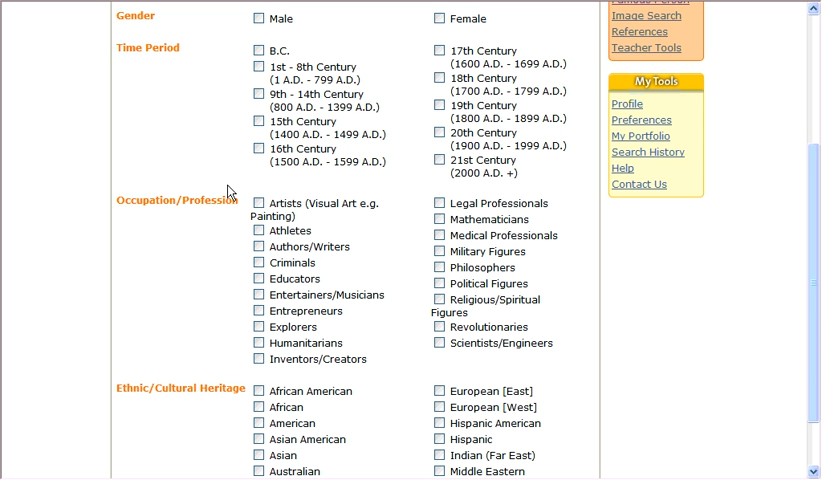 Gender
Male
Female
Time Period
B.C.
1st - 8th Century
(1 A.D. - 799 A.D.)
9th - 14th Century
(800 A.D. - 1399 A.D.)
15th Century
(1400 A.D. - 1499 A.D.)
16th Century
(1500 A.D. - 1599 A.D.)
17th Century
(1600 A.D. - 1699 A.D.)
18th Century
(1700 A.D. - 1799 A.D.)
19th Century
(1800 A.D. - 1899 A.D.)
20th Century
(1900 A.D. - 1999 A.D.)
21st Century
(2000 A.D. +)
Occupation/Profession
Artists (Visual Art e.g.
Painting)
Athletes
Authors/Writers
Criminals
Educators
Entertainers/Musicians
Entrepreneurs
Explorers
Humanitarians
Inventors/Creators
Legal Professionals
Mathematicians
Medical Professionals
Military Figures
Philosophers
Political Figures
Religious/Spiritual
Figures
Revolutionaries
Scientists/Engineers
Ethnic/Cultural Heritage
African American
African
American
Asian American
Asian
Australian
European [East]
European [West]
Hispanic American
Hispanic
Indian (Far East)
Middle Eastern
Famous Person
Image Search
References
Teacher Tools
My Tools
Profile
Preferences
My Portfolio
Search History
Help
Contact Us